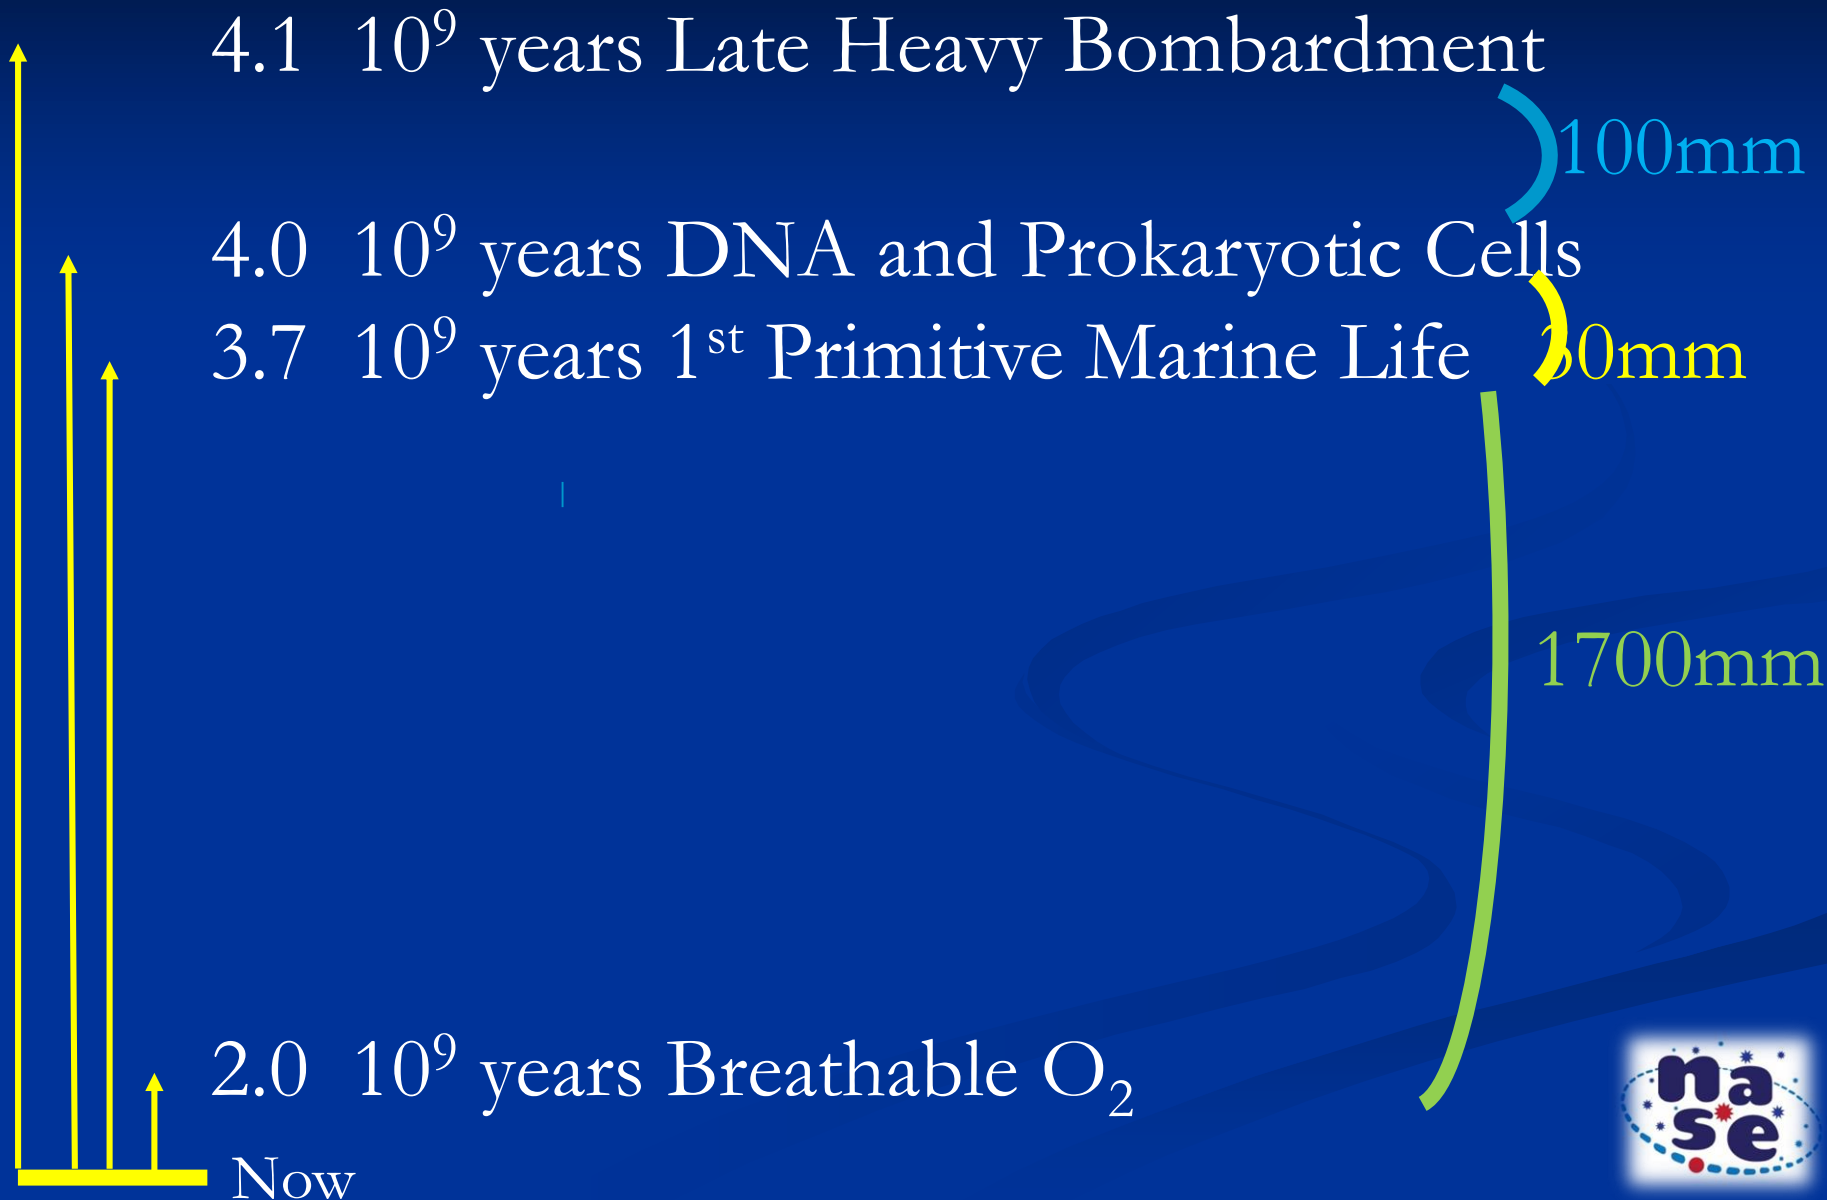 4.1 10⁹ years Late Heavy Bombardment
100mm
4.0 10⁹ years DNA and Prokaryotic Cells
3.7 10⁹ years 1ˢᵗ Primitive Marine Life 30mm
1700mm
2.0 10⁹ years Breathable O₂
Now
nase